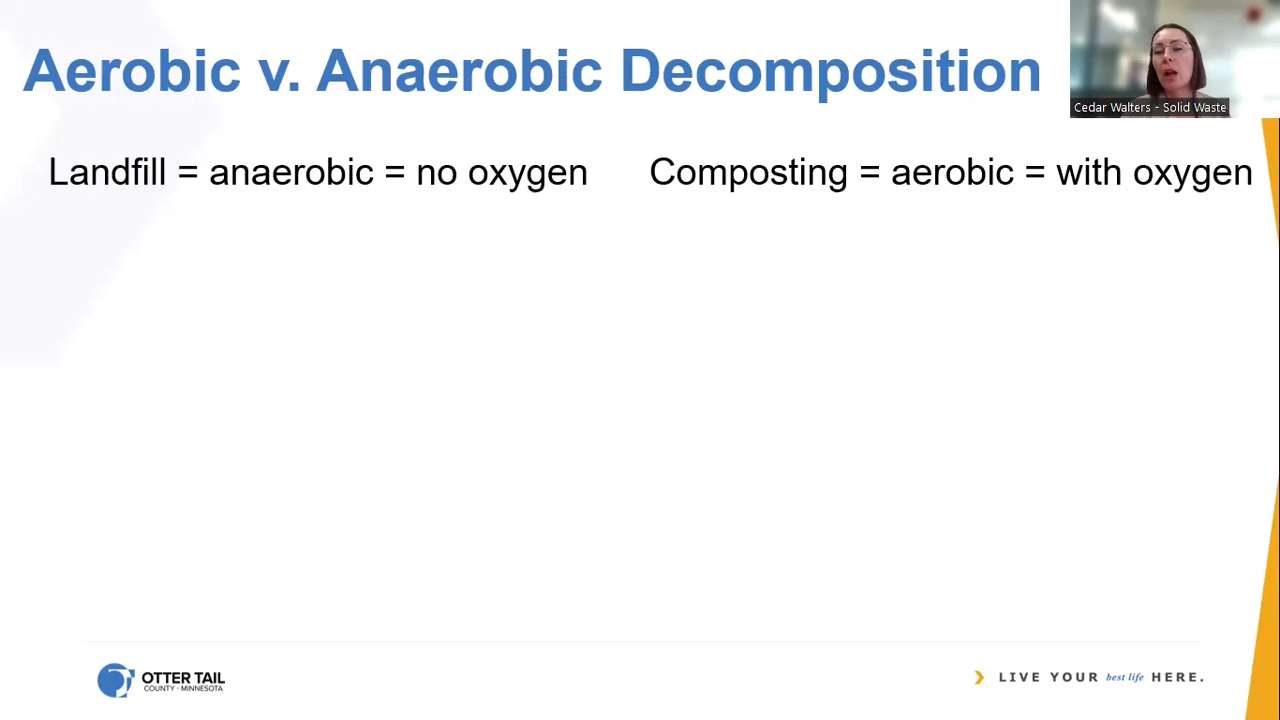 Aerobic v. Anaerobic Decomposition
Cedar Walters - Solid Waste
Landfill = anaerobic = no oxygen
Composting = aerobic = with oxygen
OTTER TAIL
COUNTY · MINNESOTA
LIVE YOUR best life HERE.